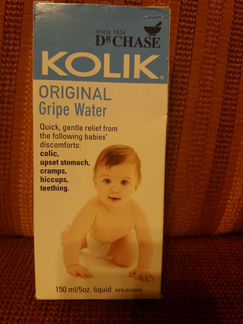 since 1852
DR CHASE
KOLIK®
ORIGINAL
Gripe Water
Quick, gentle relief from
the following babies'
discomforts:
colic,
upset stomach,
cramps,
hiccups,
teething.
150 ml/5oz. liquid